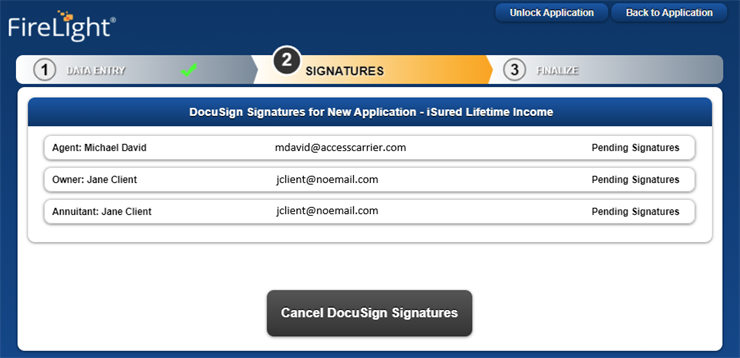 Unlock Application
Back to Application
FireLight®
1 DATA ENTRY
2 SIGNATURES
3 FINALIZE
DocuSign Signatures for New Application - iSured Lifetime Income
Agent: Michael David mdavid@accesscarrier.com Pending Signatures
Owner: Jane Client jclient@noemail.com Pending Signatures
Annuitant: Jane Client jclient@noemail.com Pending Signatures
Cancel DocuSign Signatures